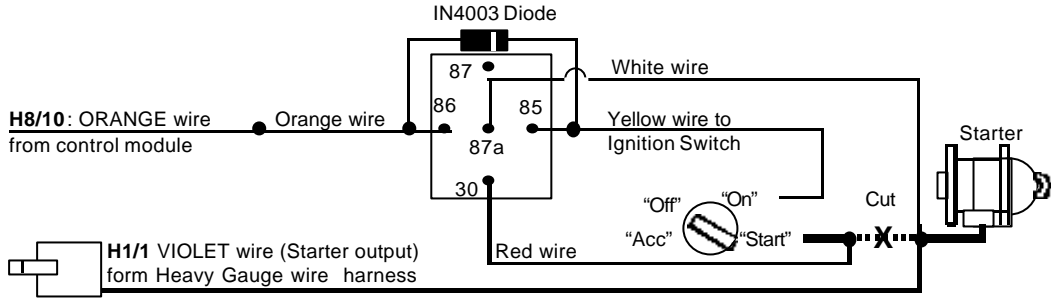 IN4003 Diode
87
White wire
H8/10: ORANGE wire
from control module
Orange wire
86
85
87a
Yellow wire to
Ignition Switch
Starter
30
"Off"
"On"
Cut
"Acc"
"Start"
X
Red wire
H1/1 VIOLET wire (Starter output)
form Heavy Gauge wire harness